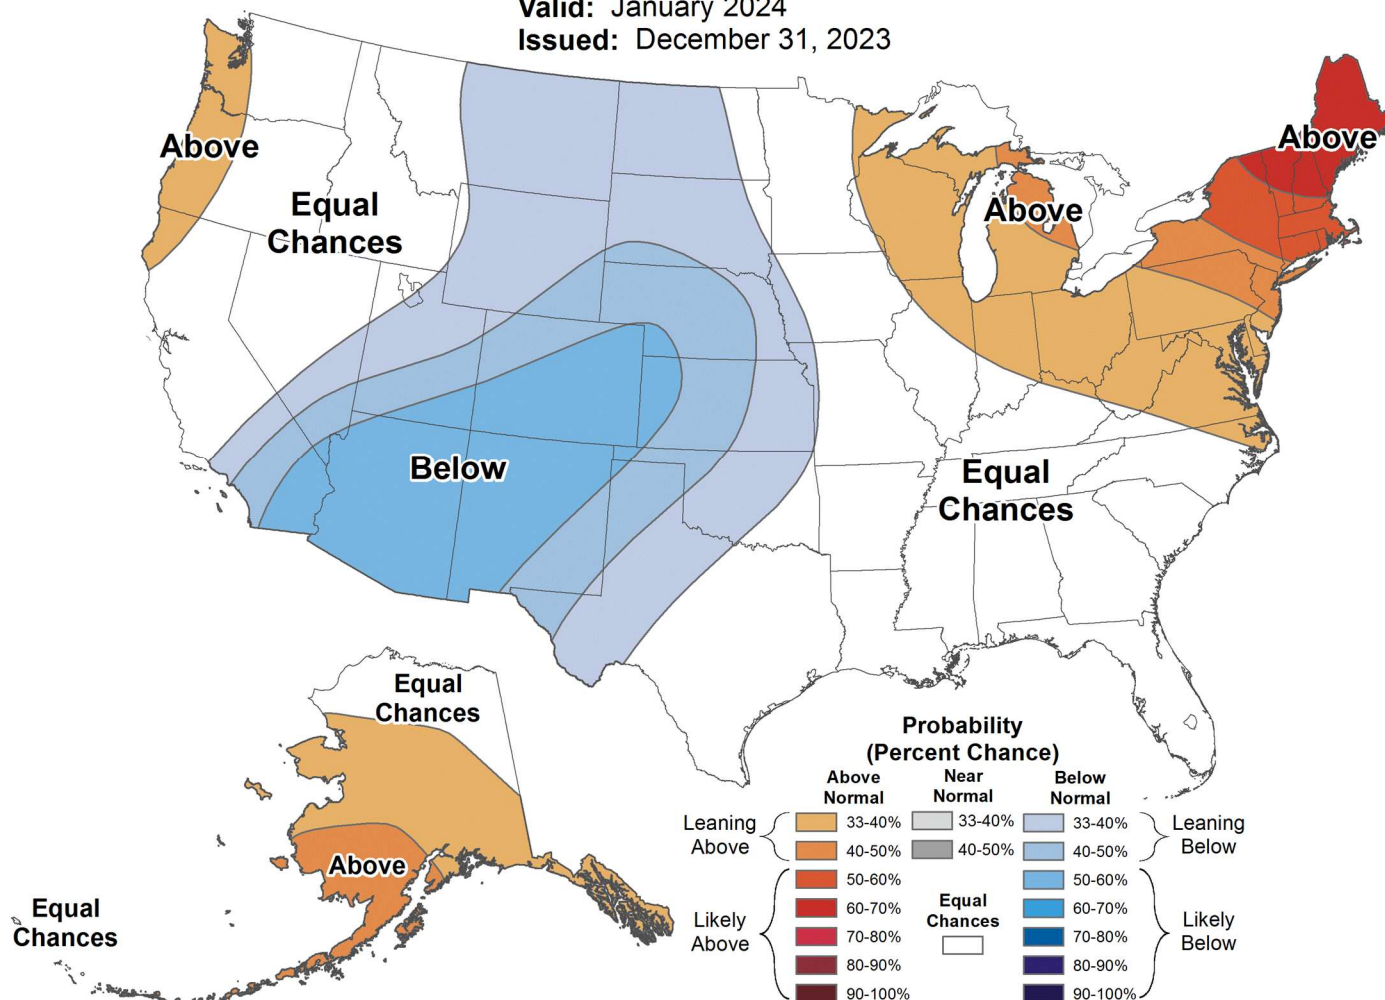 Valid: January 2024
Issued: December 31, 2023
Above
Equal
Chances
Above
Above
Below
Equal
Chances
Equal
Chances
Above
Equal
Chances
Probability
(Percent Chance)
Above
Normal
Near
Normal
Below
Normal
Leaning
Above
33-40%
33-40%
33-40%
Leaning
Below
40-50%
40-50%
40-50%
50-60%
50-60%
Likely
Above
60-70%
Equal
Chances
60-70%
Likely
Below
70-80%
70-80%
80-90%
80-90%
90-100%
90-100%